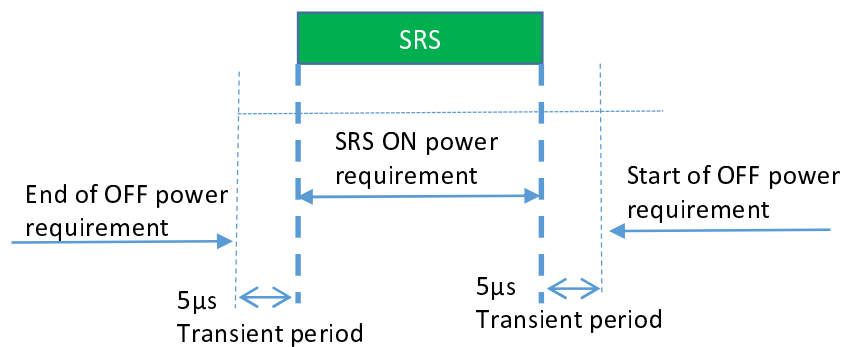 SRS
SRS ON power
requirement
End of OFF power
requirement
Start of OFF power
requirement
5µs
Transient period
5µs
Transient period